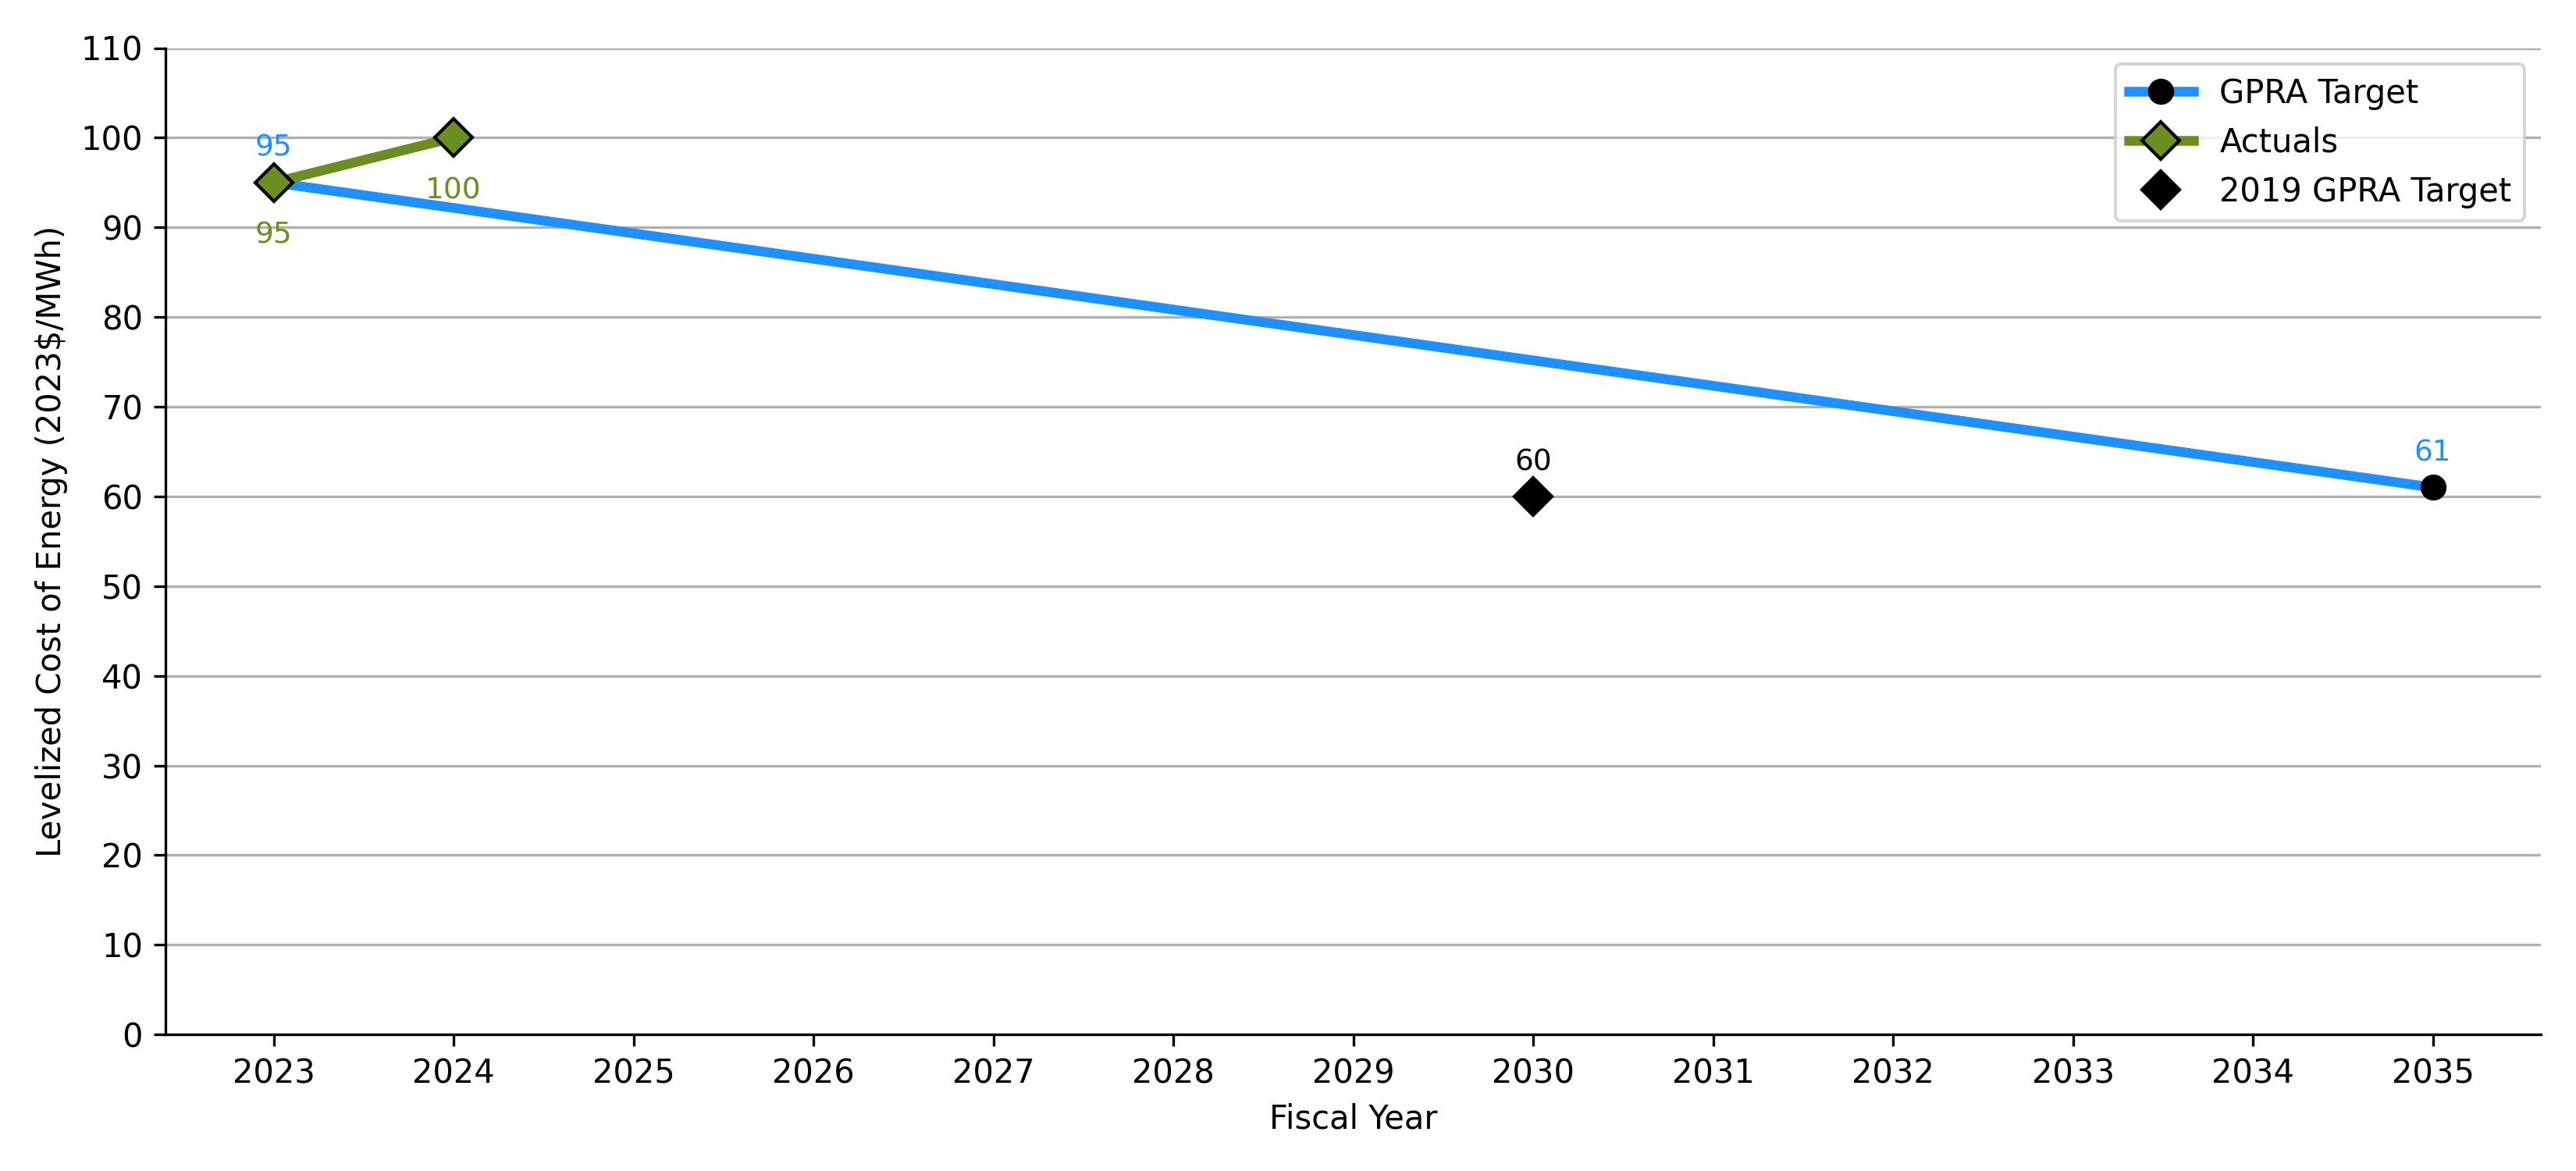 110
100
90
80
70
60
50
40
30
20
10
0
Levelized Cost of Energy (2023$/MWh)
95
95
100
60
61
GPRA Target
Actuals
2019 GPRA Target
2023 2024 2025 2026 2027 2028 2029 2030 2031 2032 2033 2034 2035
Fiscal Year